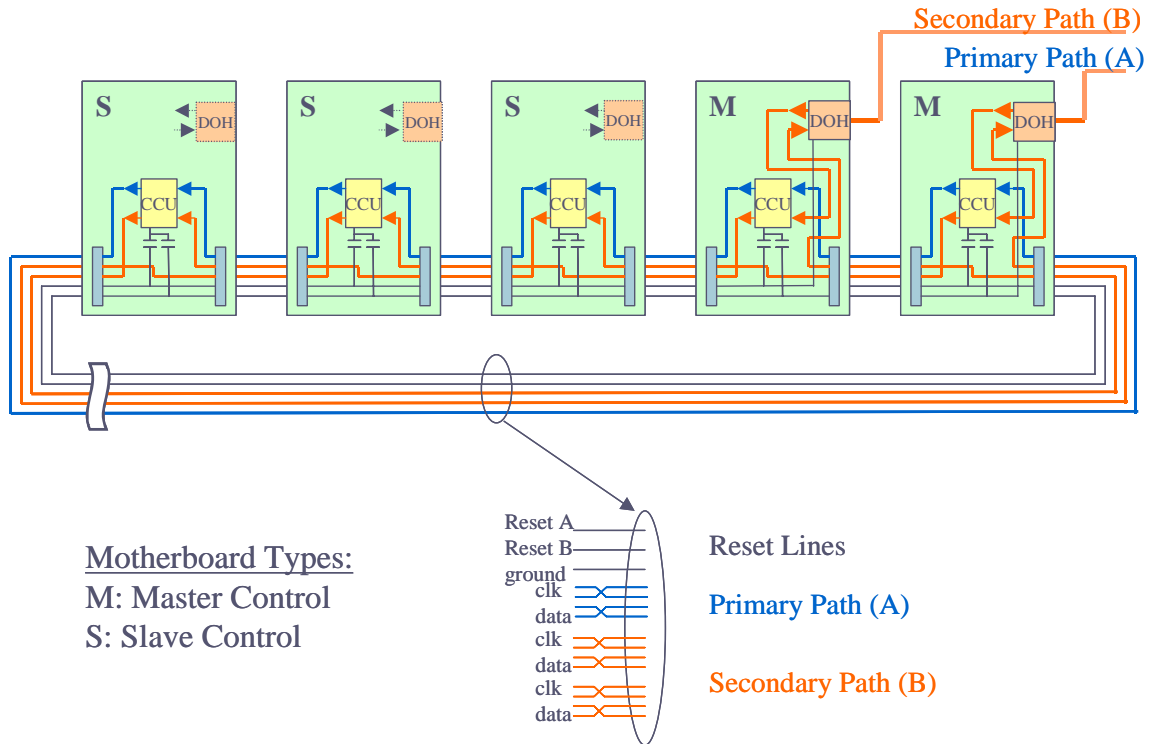 Secondary Path (B)
Primary Path (A)
S
S
S
M
M
DOH
DOH
DOH
DOH
DOH
CCU
CCU
CCU
CCU
CCU
Reset A
Reset B
ground
clk
data
clk
data
clk
data
Reset Lines
Primary Path (A)
Secondary Path (B)
Motherboard Types:
M: Master Control
S: Slave Control